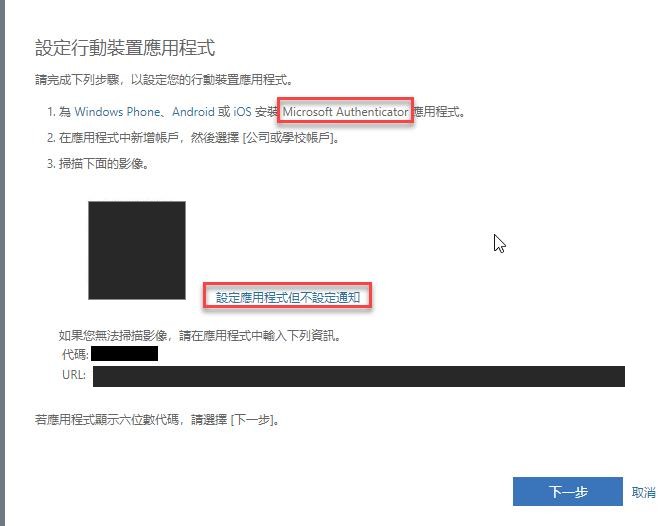 設定行動裝置應用程式
請完成下列步驟，以設定您的行動裝置應用程式。
1. 為 Windows Phone、Android 或 iOS 安裝 Microsoft Authenticator 應用程式。
2. 在應用程式中新增帳戶，然後選擇 [公司或學校帳戶]。
3. 掃描下面的影像。
設定應用程式但不設定通知
如果您無法掃描影像，請在應用程式中輸入下列資訊。
代碼:
URL:
若應用程式顯示六位數代碼，請選擇 [下一步]。
下一步 取消